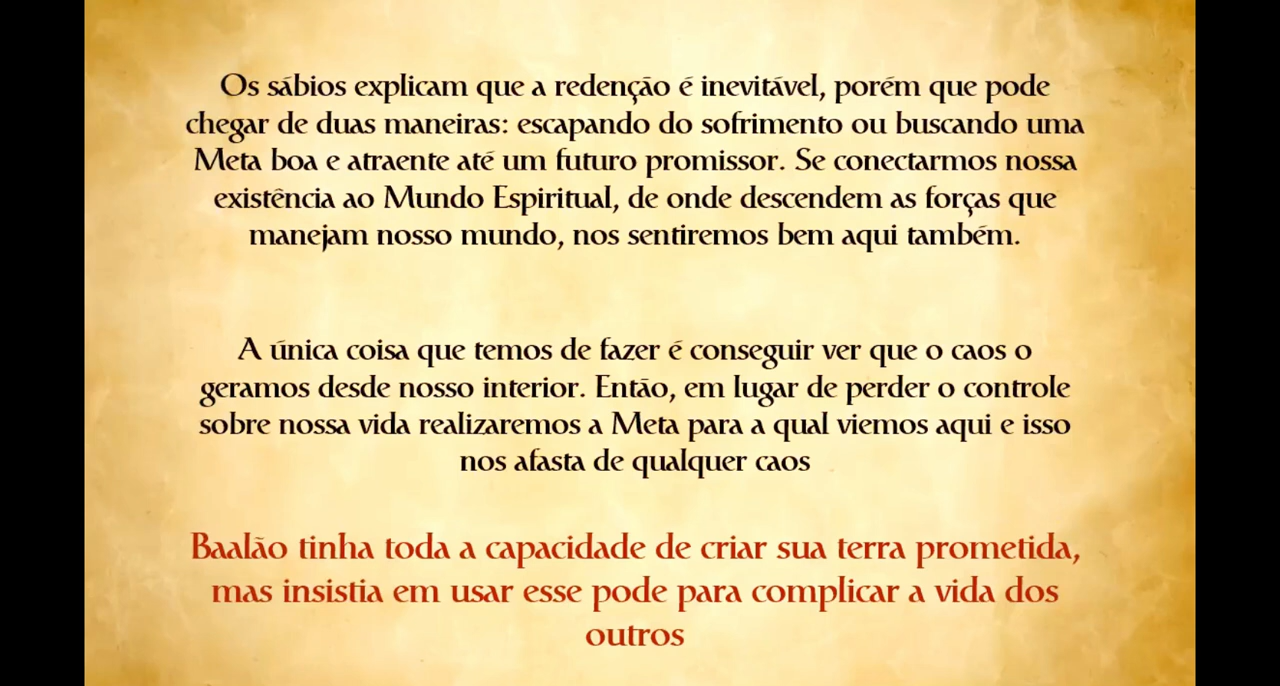 Os sábios explicam que a redenção é inevitável, porém que pode
chegar de duas maneiras: escapando do sofrimento ou buscando uma
Meta boa e atraente até um futuro promissor. Se conectarmos nossa
existência ao Mundo Espiritual, de onde descendem as forças que
manejam nosso mundo, nos sentiremos bem aqui também.
A única coisa que temos de fazer é conseguir ver que o caos o
geramos desde nosso interior. Então, em lugar de perder o controle
sobre nossa vida realizaremos a Meta para a qual viemos aqui e isso
nos afasta de qualquer caos
Baalão tinha toda a capacidade de criar sua terra prometida,
mas insistia em usar esse pode para complicar a vida dos
outros